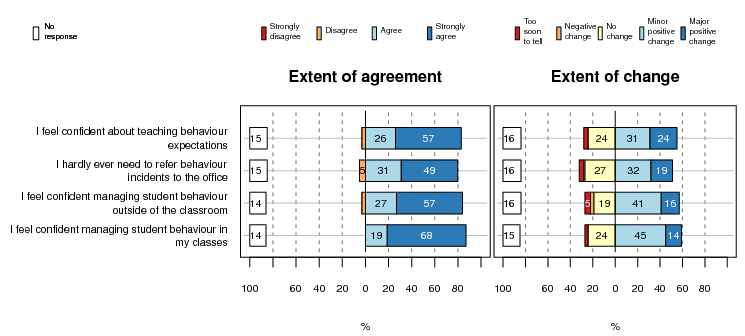 No
response
Strongly
disagree
Disagree
Agree
Strongly
agree
Too
soon
to tell
Negative
change
No
change
Minor
positive
change
Major
positive
change
Extent of agreement
Extent of change
I feel confident about teaching behaviour
expectations
15 26 57
16 24 31 24
I hardly ever need to refer behaviour
incidents to the office
15 5 31 49
16 27 32 19
I feel confident managing student behaviour
outside of the classroom
14 27 57
16 5 19 41 16
I feel confident managing student behaviour in
my classes
14 19 68
15 24 45 14
100 60 40 20 0 20 40 60 80
100 60 40 20 0 20 40 60 80
%
%